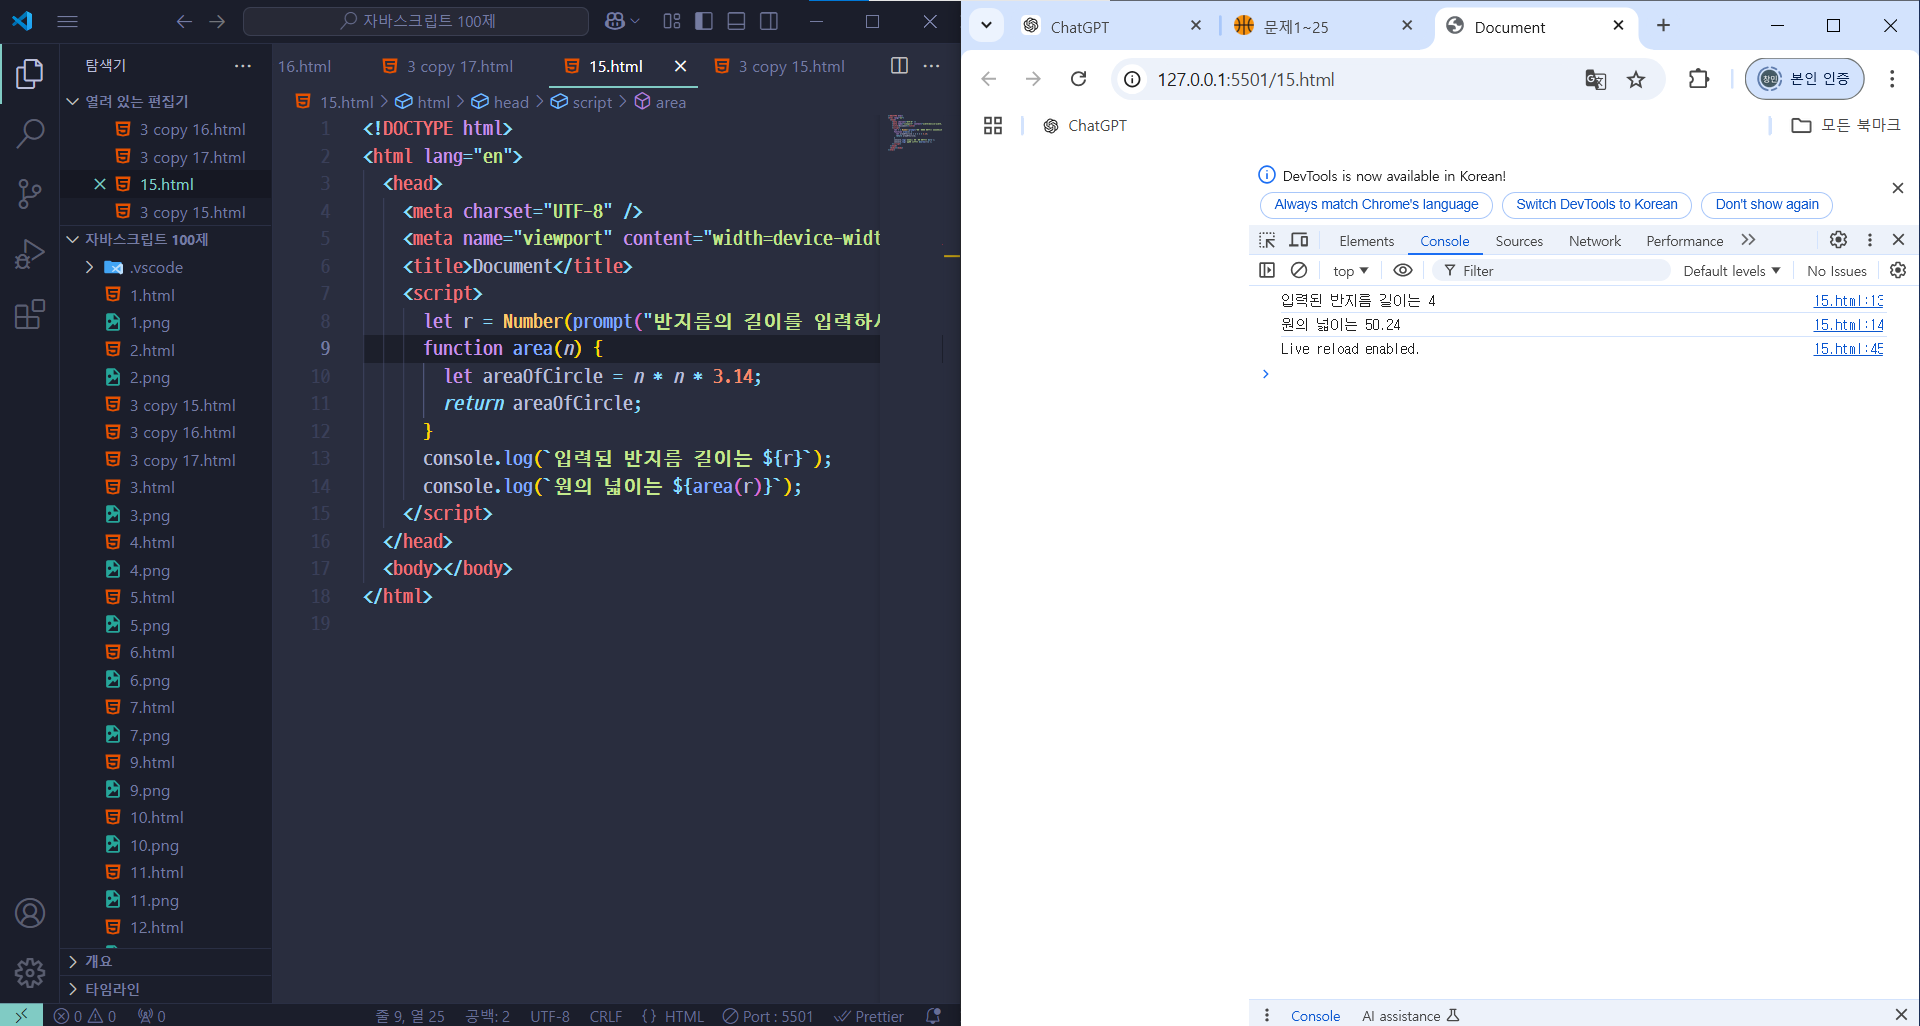 자바스크립트 100제
탐색기
열려 있는 편집기
3 copy 16.html
3 copy 17.html
15.html
3 copy 15.html
자바스크립트 100제
.vscode
1.html
1.png
2.html
2.png
3 copy 15.html
3 copy 16.html
3 copy 17.html
3.html
3.png
4.html
4.png
5.html
5.png
6.html
6.png
7.html
7.png
9.html
9.png
10.html
10.png
11.html
11.png
12.html
개요
타임라인
16.html
3 copy 17.html
15.html
3 copy 15.html
15.html > html > head > script > area
1 <!DOCTYPE html>
2 <html lang="en">
3 <head>
4 <meta charset="UTF-8" />
5 <meta name="viewport" content="width=device-widt
6 <title>Document</title>
7 <script>
8 let r = Number(prompt("반지름의 길이를 입력하시
9 function area(n) {
10 let areaOfCircle = n * n * 3.14;
11 return areaOfCircle;
12 }
13 console.log(`입력된 반지름 길이는 ${r}`);
14 console.log(`원의 넓이는 ${area(r)}`);
15 </script>
16 </head>
17 <body></body>
18 </html>
19
0 0 0 줄 9, 열 25 공백: 2 UTF-8 CRLF {} HTML Port : 5501 Prettier
ChatGPT
문제1~25
Document
127.0.0.1:5501/15.html
창민 본인 인증
ChatGPT
모든 북마크
DevTools is now available in Korean!
Always match Chrome's language
Switch DevTools to Korean
Don't show again
Elements Console Sources Network Performance
top Filter Default levels No Issues
입력된 반지름 길이는 4 15.html:13
원의 넓이는 50.24 15.html:14
Live reload enabled. 15.html:45
Console AI assistance